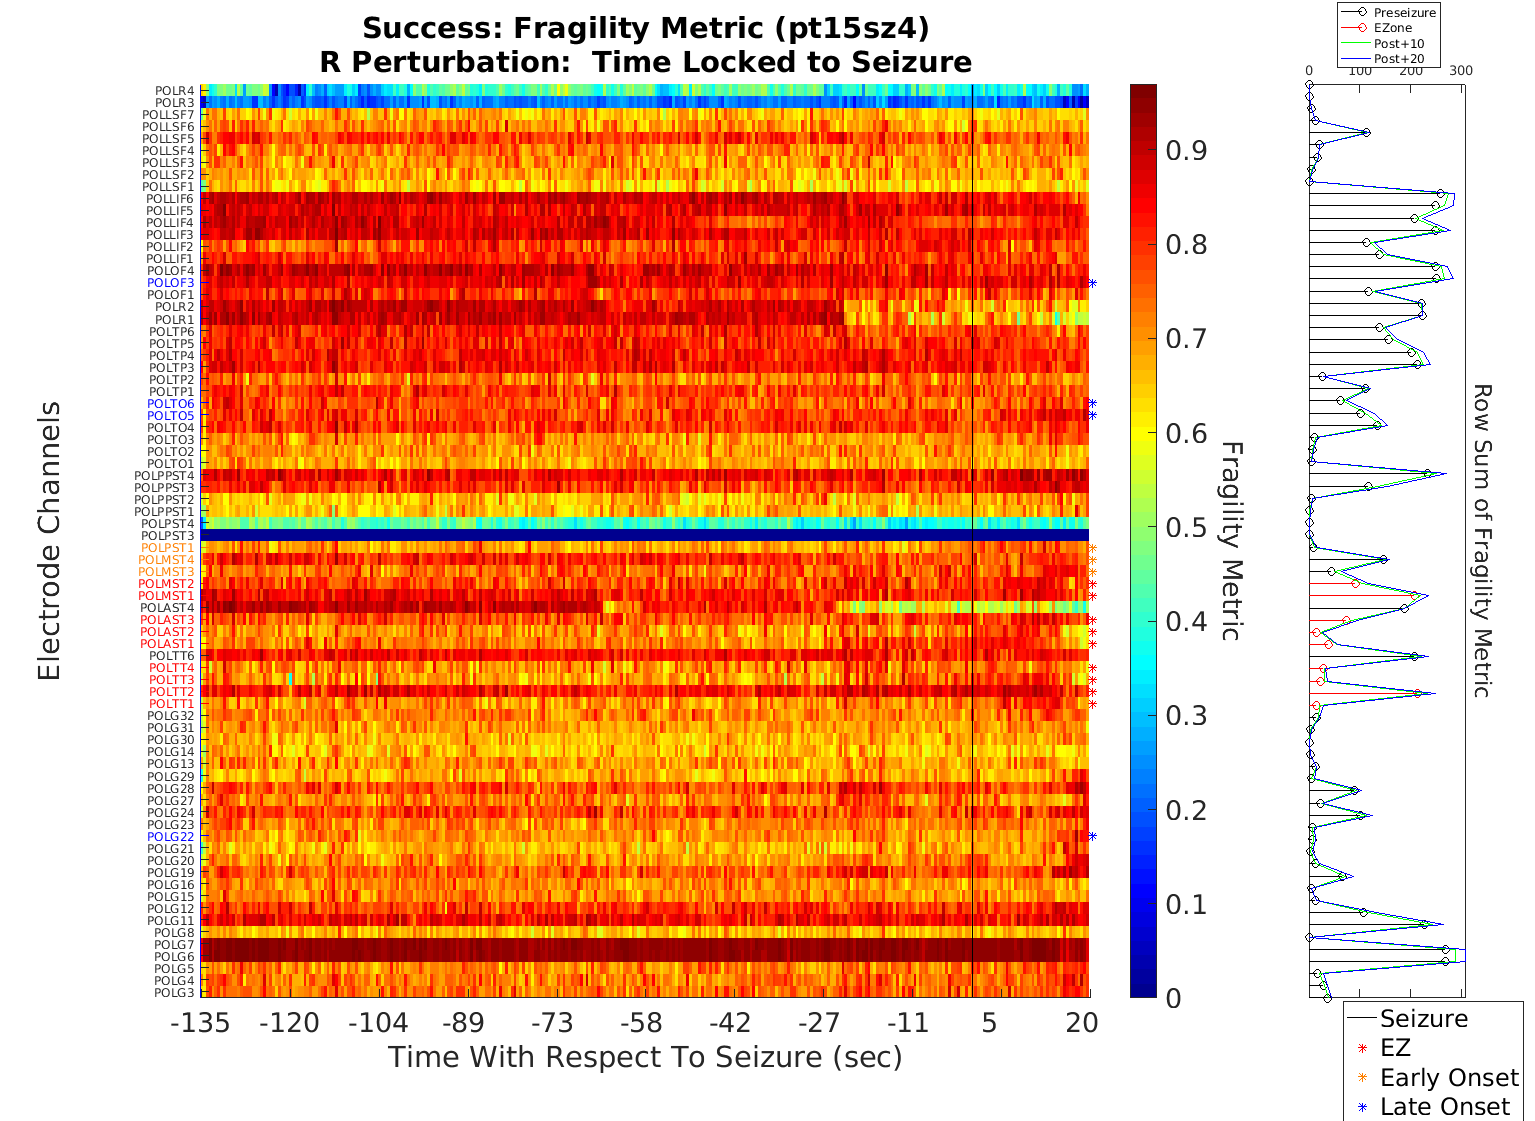 Success: Fragility Metric (pt15sz4)
R Perturbation:  Time Locked to Seizure
Preseizure
EZone
Post+10
Post+20
0 100 200 300
POLR4
POLR3
POLLSF7
POLLSF6
POLLSF5
POLLSF4
POLLSF3
POLLSF2
POLLSF1
POLLIF6
POLLIF5
POLLIF4
POLLIF3
POLLIF2
POLLIF1
POLOF4
POLOF3
POLOF1
POLR2
POLR1
POLTP6
POLTP5
POLTP4
POLTP3
POLTP2
POLTP1
POLTO6
POLTO5
POLTO4
POLTO3
POLTO2
POLTO1
POLPPST4
POLPPST3
POLPPST2
POLPPST1
POLPST4
POLPST3
POLPST1
POLMST4
POLMST3
POLMST2
POLMST1
POLAST4
POLAST3
POLAST2
POLAST1
POLTT6
POLTT4
POLTT3
POLTT2
POLTT1
POLG32
POLG31
POLG30
POLG14
POLG13
POLG29
POLG28
POLG27
POLG24
POLG23
POLG22
POLG21
POLG20
POLG19
POLG16
POLG15
POLG12
POLG11
POLG8
POLG7
POLG6
POLG5
POLG4
POLG3
Electrode Channels
-135 -120 -104 -89 -73 -58 -42 -27 -11 5 20
Time With Respect To Seizure (sec)
0.9
0.8
0.7
0.6
0.5
0.4
0.3
0.2
0.1
0
Fragility Metric
Row Sum of Fragility Metric
Seizure
EZ
Early Onset
Late Onset